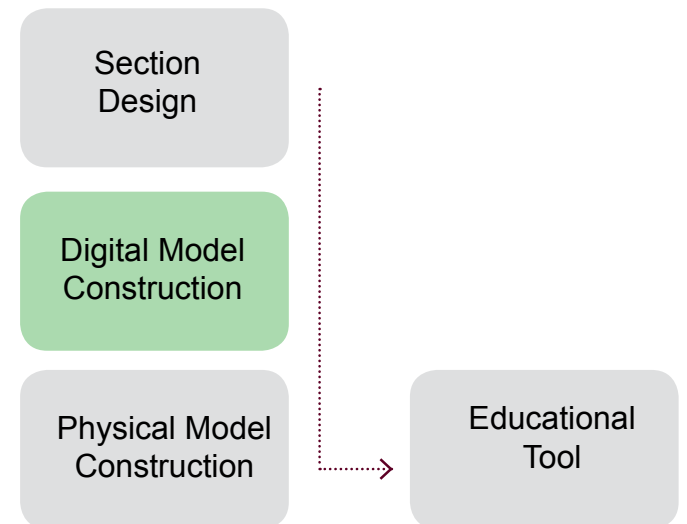 Section
Design
Digital Model
Construction
Physical Model
Construction
Educational
Tool